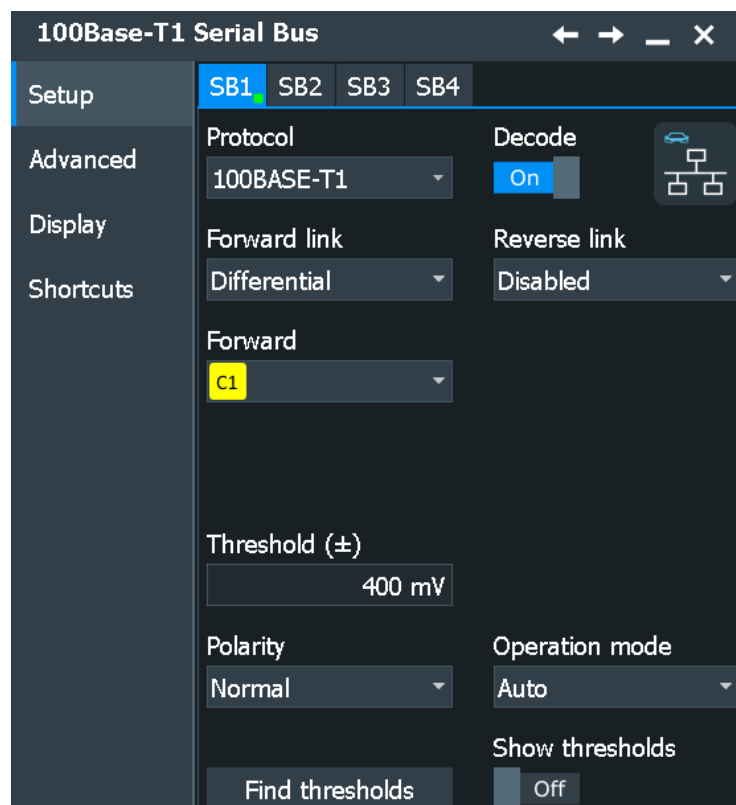 100Base-T1 Serial Bus
Setup
Advanced
Display
Shortcuts
SB1 SB2 SB3 SB4
Protocol
Decode
100BASE-T1
On
Forward link
Reverse link
Differential
Disabled
Forward
C1
Threshold (±)
400 mV
Polarity
Operation mode
Normal
Auto
Show thresholds
Find thresholds
Off